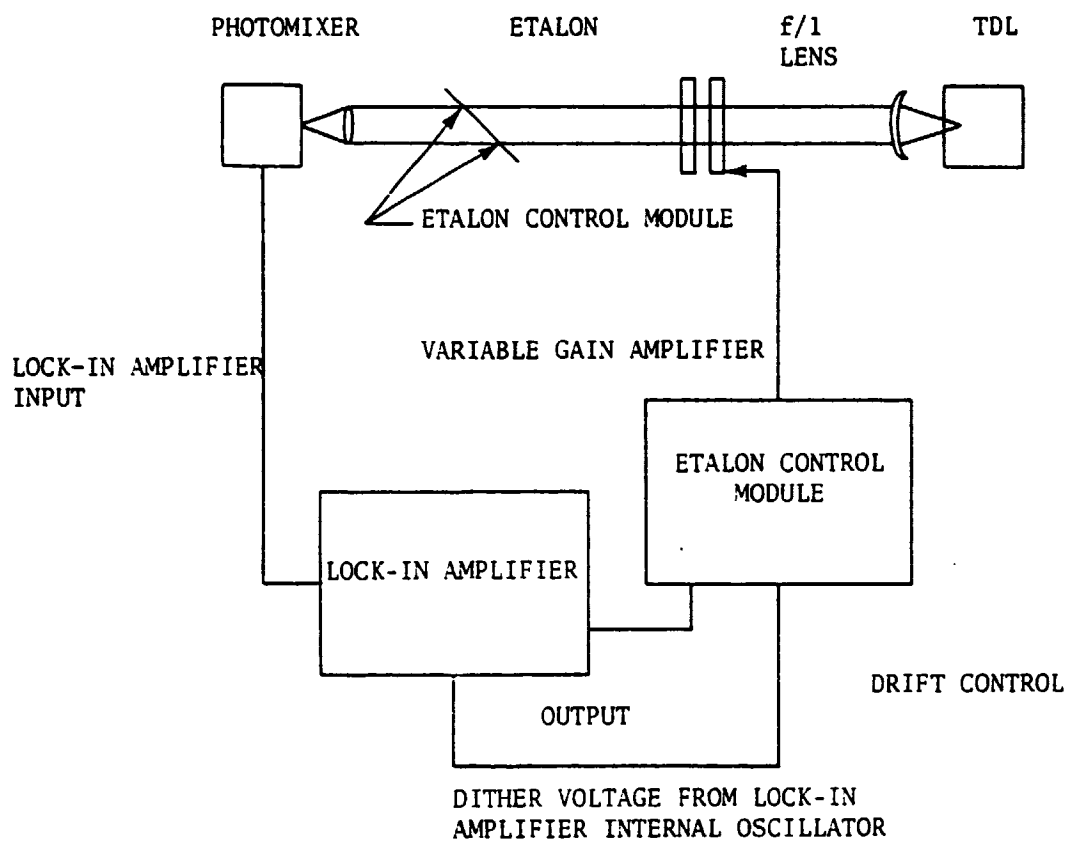 PHOTOMIXER
ETALON
f/1
LENS
TDL
ETALON CONTROL MODULE
VARIABLE GAIN AMPLIFIER
LOCK-IN AMPLIFIER
INPUT
ETALON CONTROL
MODULE
LOCK-IN AMPLIFIER
DRIFT CONTROL
OUTPUT
DITHER VOLTAGE FROM LOCK-IN
AMPLIFIER INTERNAL OSCILLATOR